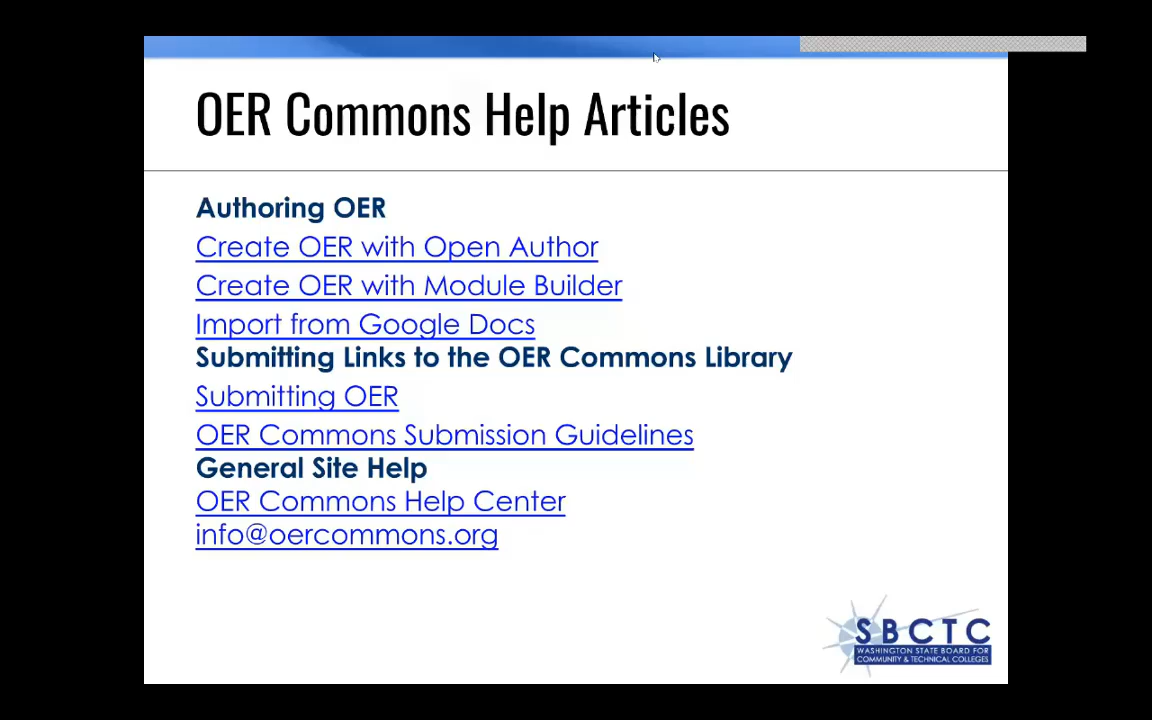 OER Commons Help Articles
Authoring OER
Create OER with Open Author
Create OER with Module Builder
Import from Google Docs
Submitting Links to the OER Commons Library
Submitting OER
OER Commons Submission Guidelines
General Site Help
OER Commons Help Center
info@oercommons.org
SBCTC
WASHINGTON STATE BOARD FOR
COMMUNITY & TECHNICAL COLLEGES